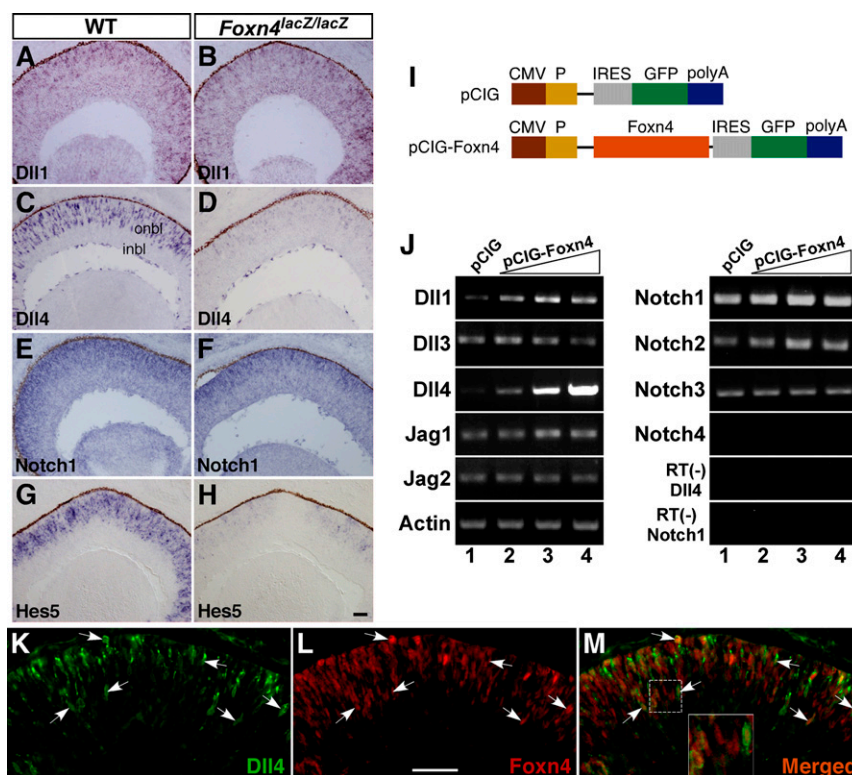 WT
Foxn4lacZ/lacZ
A
Dll1
B
Dll1
C
onbl
inbl
Dll4
D
Dll4
E
Notch1
F
Notch1
G
Hes5
H
Hes5
I
CMV P IRES GFP polyA
pCIG
CMV P Foxn4 IRES GFP polyA
pCIG-Foxn4
J
pCIG pCIG-Foxn4
Dll1
Dll3
Dll4
Jag1
Jag2
Actin
1 2 3 4
pCIG pCIG-Foxn4
Notch1
Notch2
Notch3
Notch4
RT(-)
Dll4
RT(-)
Notch1
1 2 3 4
K
Dll4
L
Foxn4
M
Merged